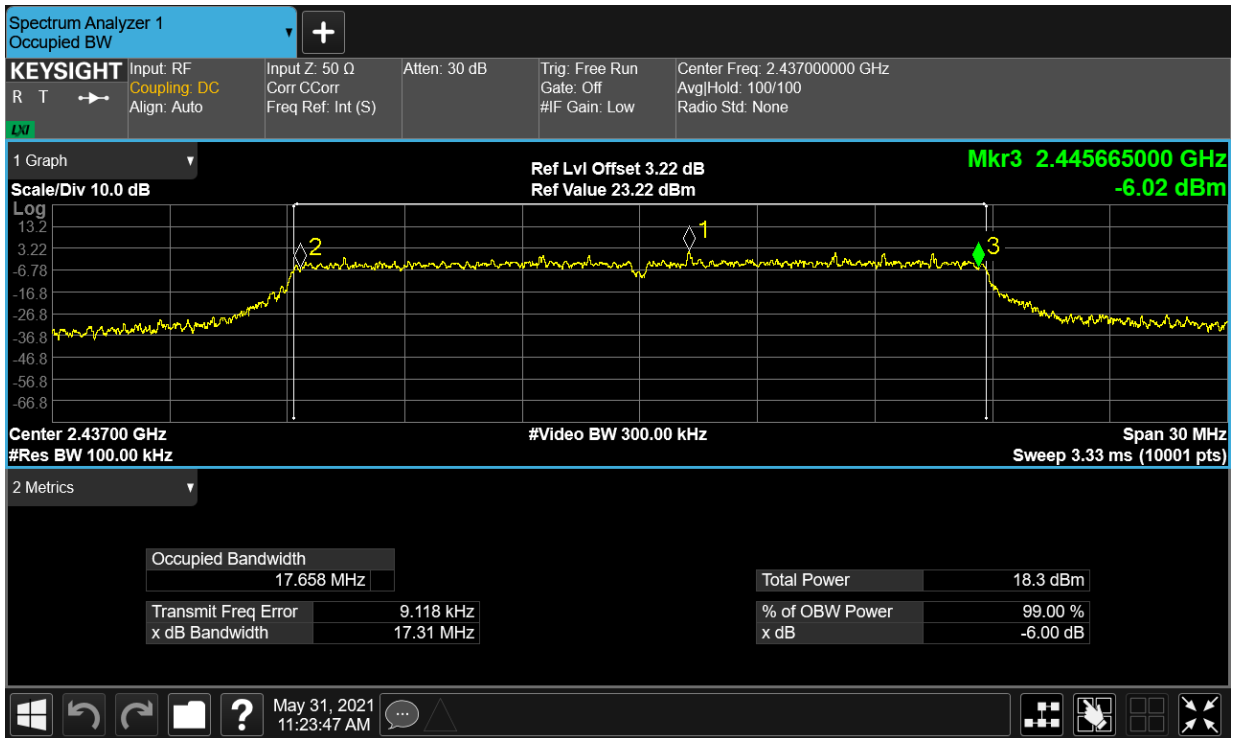 Spectrum Analyzer 1
Occupied BW
+
KEYSIGHT
R T
LXI
Input: RF
Coupling: DC
Align: Auto
Input Z: 50 Ω
Corr CCorr
Freq Ref: Int (S)
Atten: 30 dB
Trig: Free Run
Gate: Off
#IF Gain: Low
Center Freq: 2.437000000 GHz
Avg|Hold: 100/100
Radio Std: None
1 Graph
Scale/Div 10.0 dB
Ref Lvl Offset 3.22 dB
Ref Value 23.22 dBm
Mkr3 2.445665000 GHz
-6.02 dBm
Log
13.2
3.22
-6.78
-16.8
-26.8
-36.8
-46.8
-56.8
-66.8
2
1
3
Center 2.43700 GHz
#Res BW 100.00 kHz
#Video BW 300.00 kHz
Span 30 MHz
Sweep 3.33 ms (10001 pts)
2 Metrics
Occupied Bandwidth
17.658 MHz
Transmit Freq Error 9.118 kHz
x dB Bandwidth 17.31 MHz
Total Power 18.3 dBm
% of OBW Power 99.00 %
x dB -6.00 dB
?
May 31, 2021
11:23:47 AM